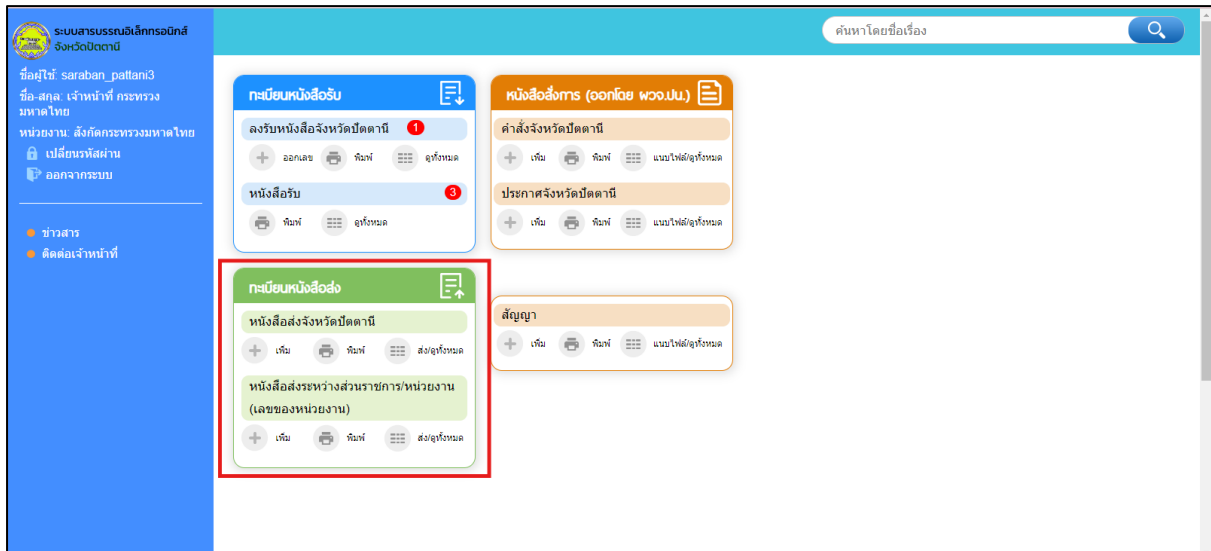 ระบบสารบรรณอิเล็กทรอนิกส์
จังหวัดปัตตานี
ค้นหาโดยชื่อเรื่อง
ชื่อผู้ใช้: saraban_pattani3
ชื่อ-สกุล: เจ้าหน้าที่ กระทรวง
มหาดไทย
หน่วยงาน: สังกัดกระทรวงมหาดไทย
เปลี่ยนรหัสผ่าน
ออกจากระบบ
ข่าวสาร
ติดต่อเจ้าหน้าที่
ทะเบียนหนังสือรับ
ลงรับหนังสือจังหวัดปัตตานี 1
ออกเลข พิมพ์ ดูทั้งหมด
หนังสือรับ 3
พิมพ์ ดูทั้งหมด
หนังสือสั่งการ (ออกโดย ผวจ.ปน.)
คำสั่งจังหวัดปัตตานี
เพิ่ม พิมพ์ แนบไฟล์/ดูทั้งหมด
ประกาศจังหวัดปัตตานี
เพิ่ม พิมพ์ แนบไฟล์/ดูทั้งหมด
ทะเบียนหนังสือส่ง
หนังสือส่งจังหวัดปัตตานี
เพิ่ม พิมพ์ ส่ง/ดูทั้งหมด
หนังสือส่งระหว่างส่วนราชการ/หน่วยงาน
(เลขของหน่วยงาน)
เพิ่ม พิมพ์ ส่ง/ดูทั้งหมด
สัญญา
เพิ่ม พิมพ์ แนบไฟล์/ดูทั้งหมด